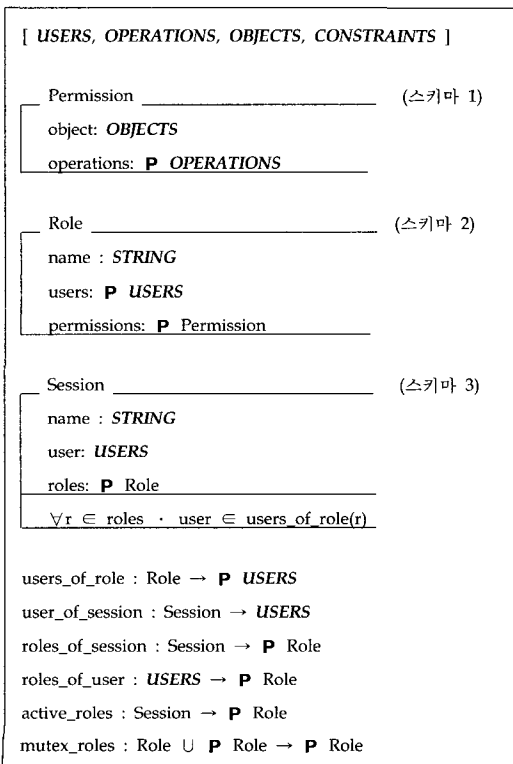 [ USERS, OPERATIONS, OBJECTS, CONSTRAINTS ]
Permission (스키마 1)
object: OBJECTS
operations: P OPERATIONS
Role (스키마 2)
name : STRING
users: P USERS
permissions: P Permission
Session (스키마 3)
name : STRING
user: USERS
roles: P Role
∀r ∈ roles · user ∈ users_of_role(r)
users_of_role : Role → P USERS
user_of_session : Session → USERS
roles_of_session : Session → P Role
roles_of_user : USERS → P Role
active_roles : Session → P Role
mutex_roles : Role ∪ P Role → P Role